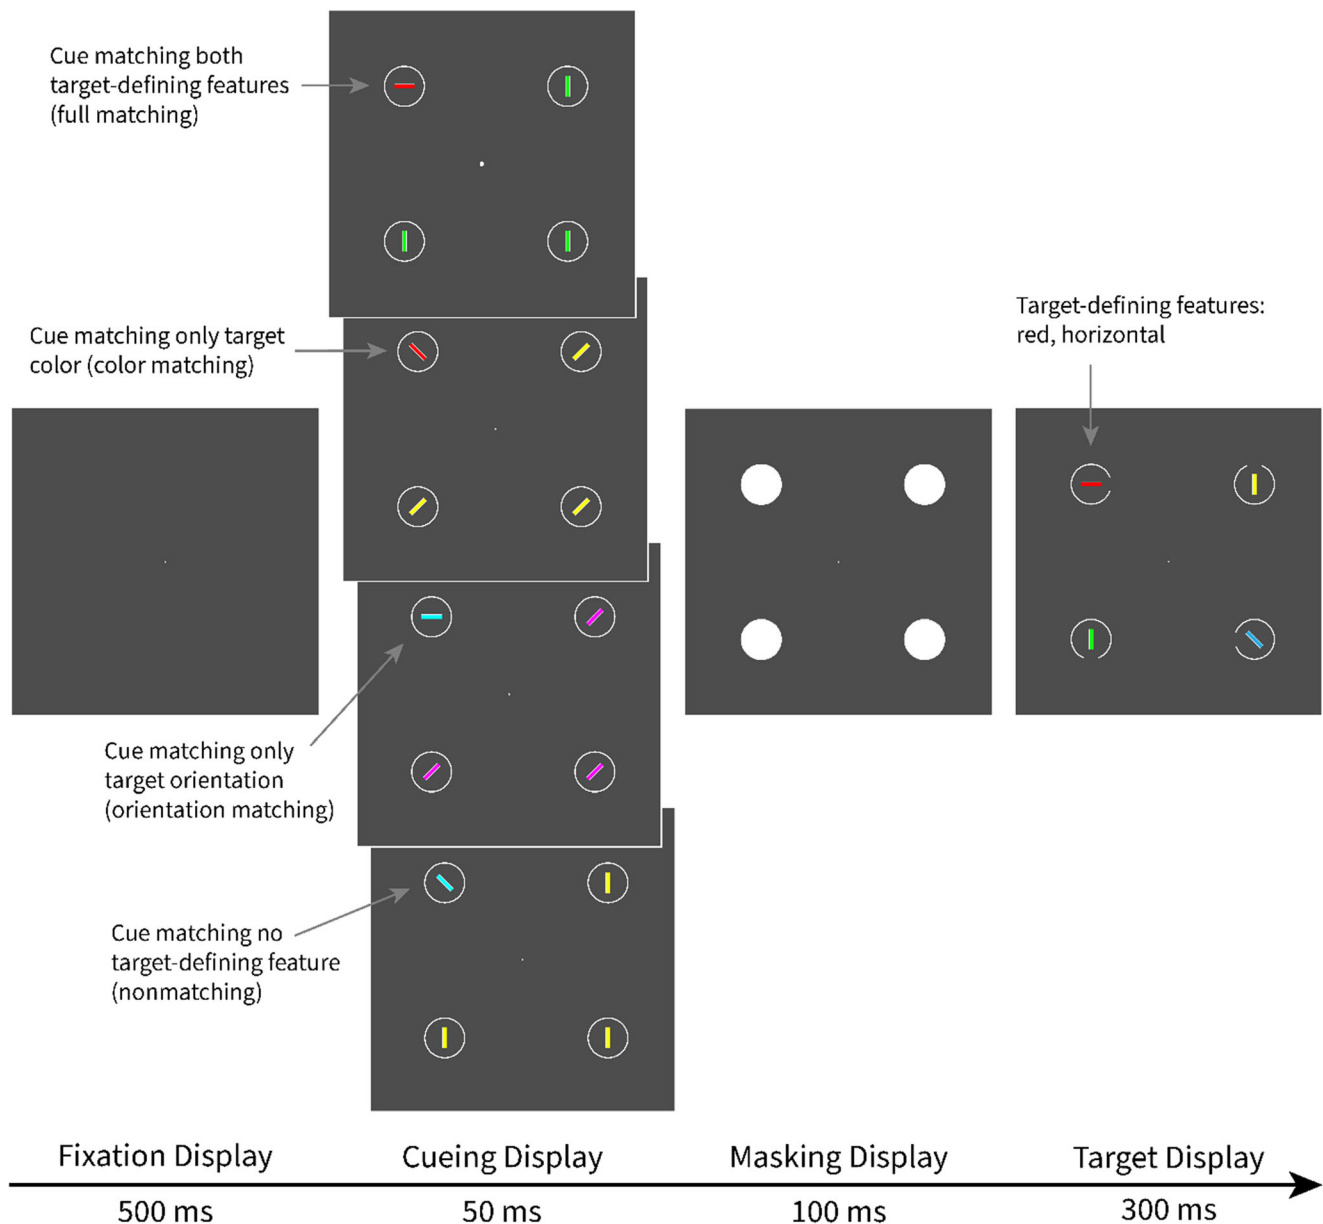 Cue matching both
target-defining features
(full matching)
Cue matching only target
color (color matching)
Target-defining features:
red, horizontal
Cue matching only
target orientation
(orientation matching)
Cue matching no
target-defining feature
(nonmatching)
Fixation Display
Cueing Display
Masking Display
Target Display
500 ms
50 ms
100 ms
300 ms